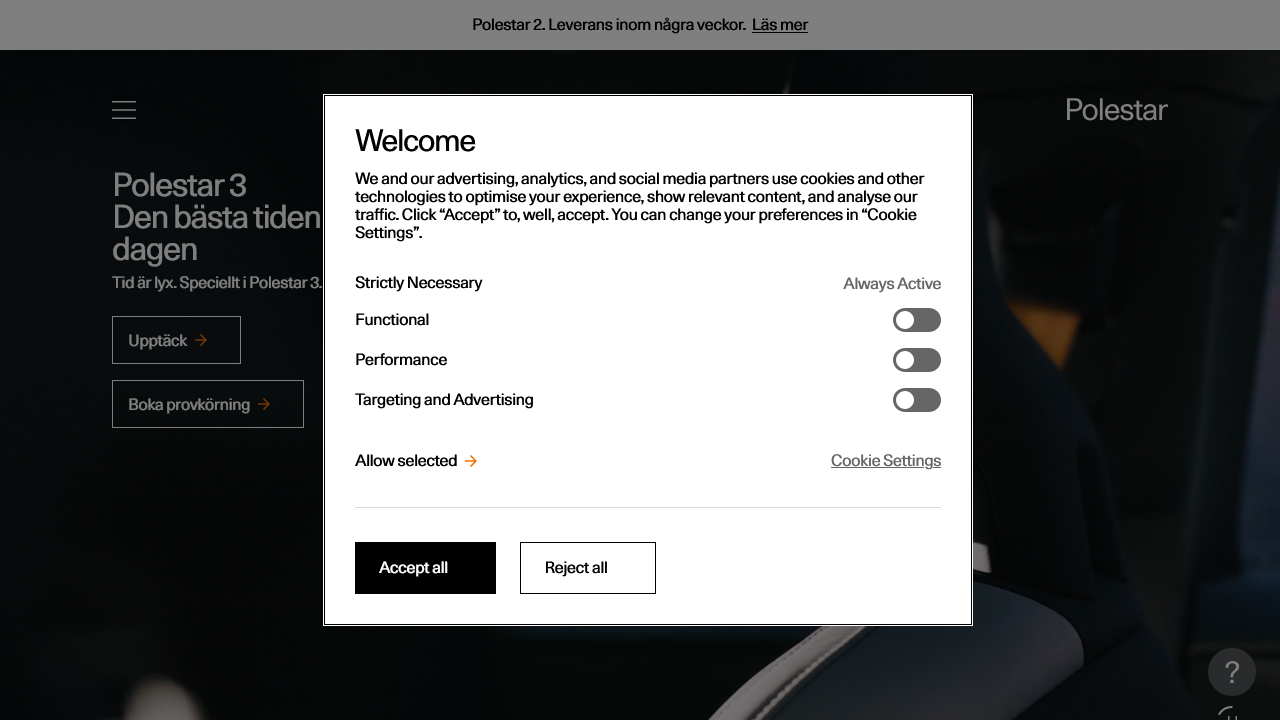 Polestar 2. Leverans inom några veckor. Läs mer
Polestar
Polestar 3
Den bästa tiden
dagen
Tid är lyx. Speciellt i Polestar 3.
Upptäck
Boka provkörning
Welcome
We and our advertising, analytics, and social media partners use cookies and other
technologies to optimise your experience, show relevant content, and analyse our
traffic. Click “Accept” to, well, accept. You can change your preferences in “Cookie
Settings”.
Strictly Necessary Always Active
Functional
Performance
Targeting and Advertising
Allow selected Cookie Settings
Accept all Reject all
?